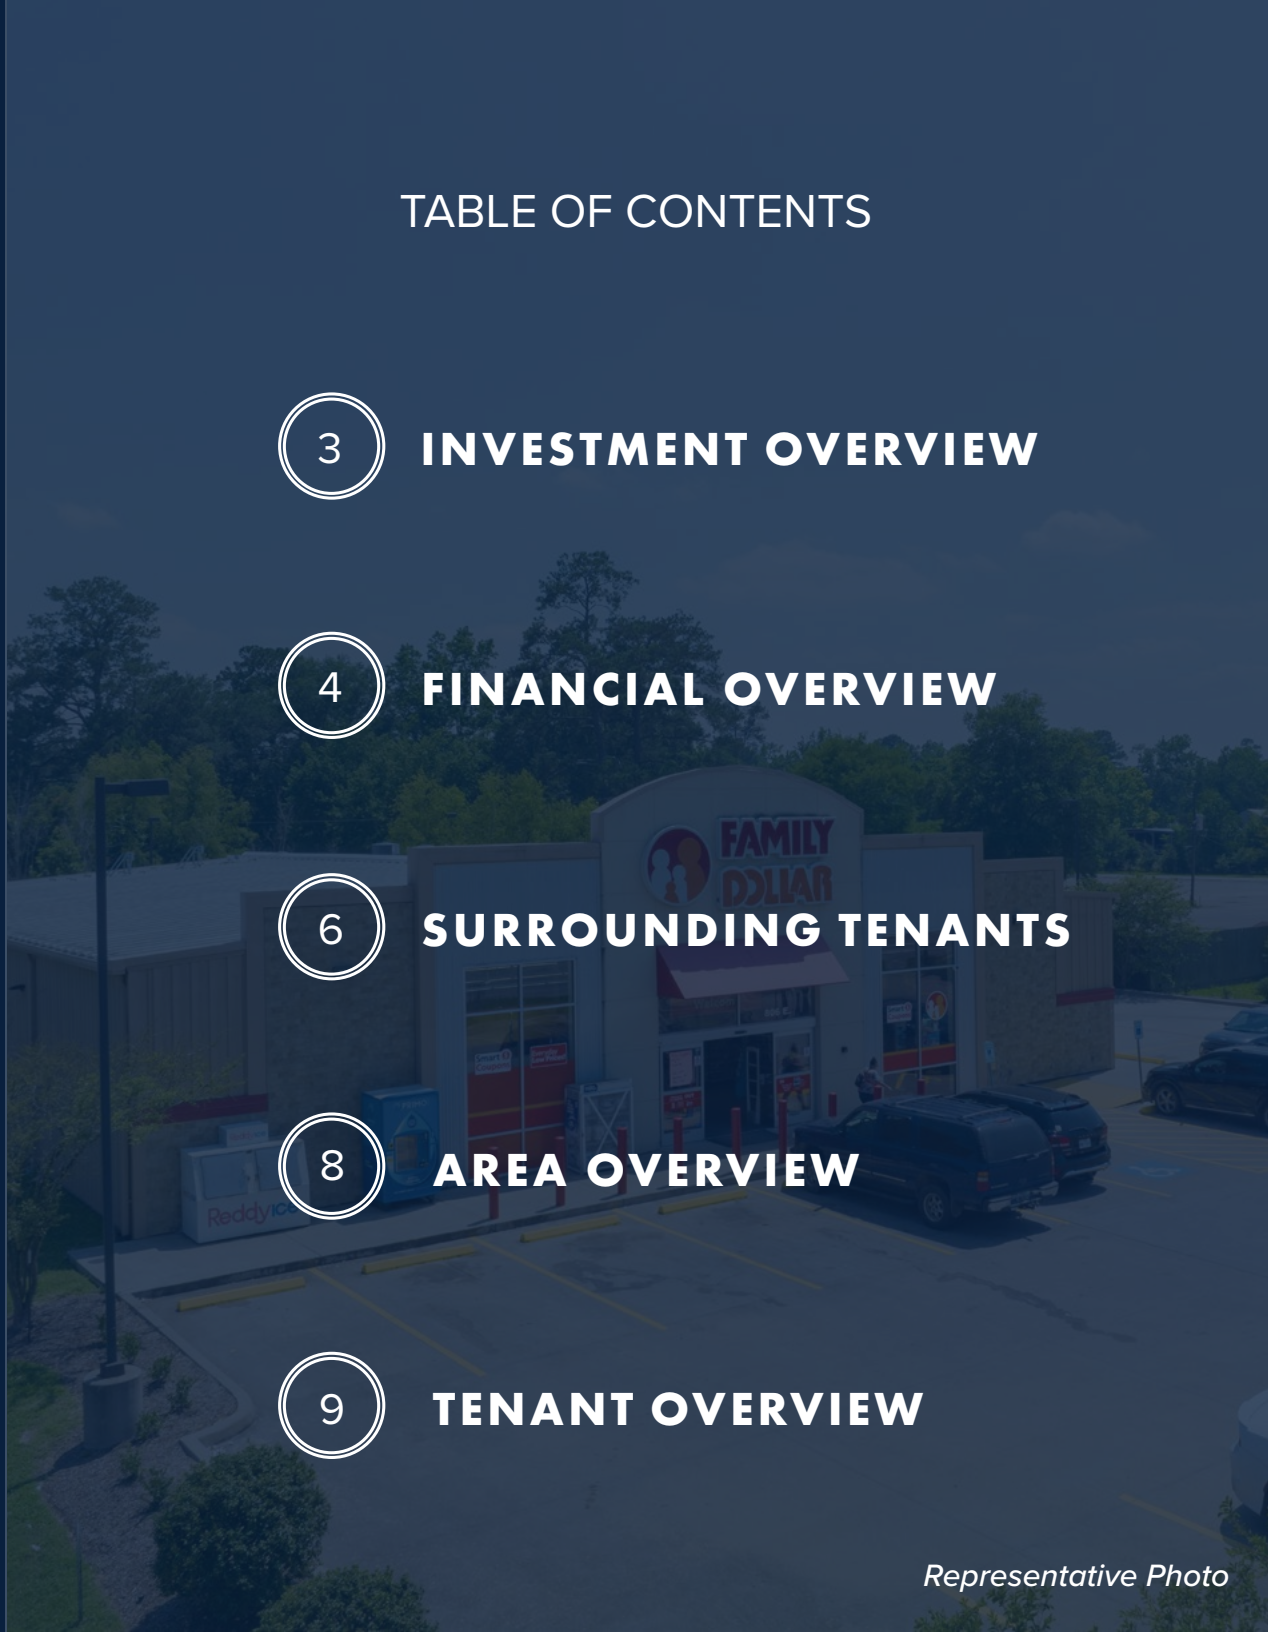 TABLE OF CONTENTS
3 INVESTMENT OVERVIEW
4 FINANCIAL OVERVIEW
FAMILY
DOLLAR
6 SURROUNDING TENANTS
8 AREA OVERVIEW
Reddy ice
9 TENANT OVERVIEW
Representative Photo